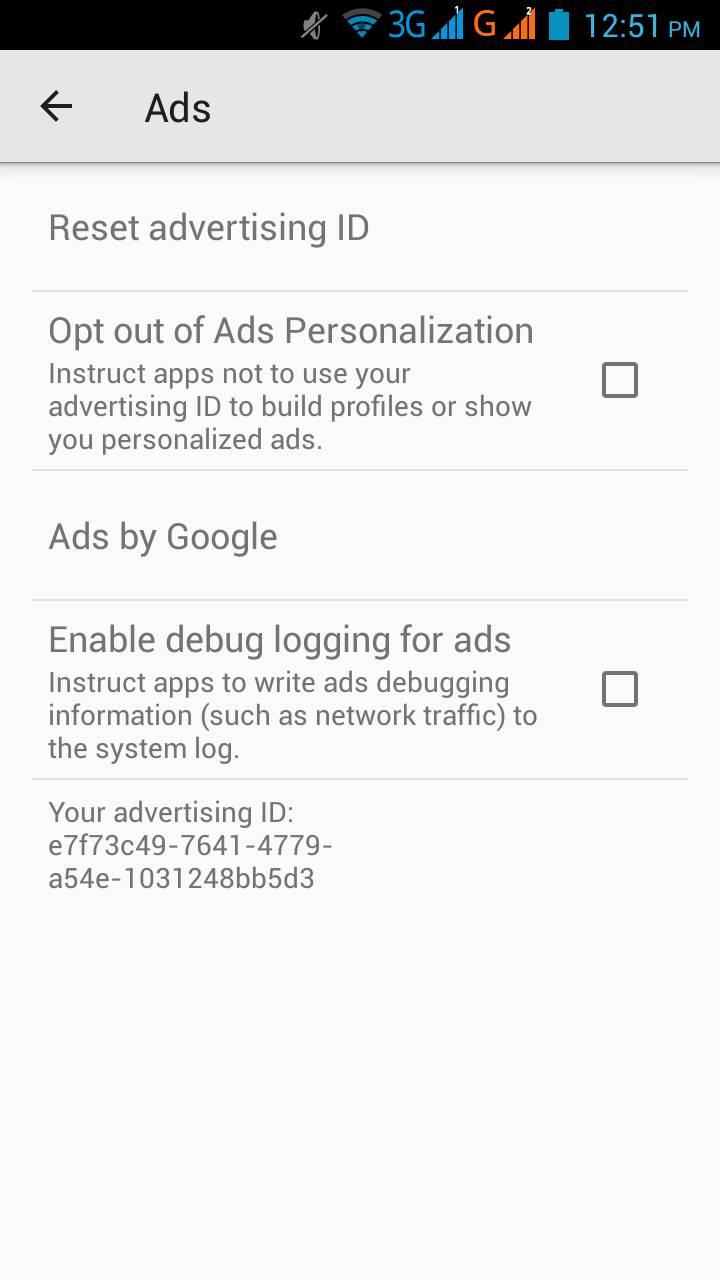 3G 1 G 2 12:51 PM
Ads
Reset advertising ID
Opt out of Ads Personalization
Instruct apps not to use your
advertising ID to build profiles or show
you personalized ads.
Ads by Google
Enable debug logging for ads
Instruct apps to write ads debugging
information (such as network traffic) to
the system log.
Your advertising ID:
e7f73c49-7641-4779-
a54e-1031248bb5d3